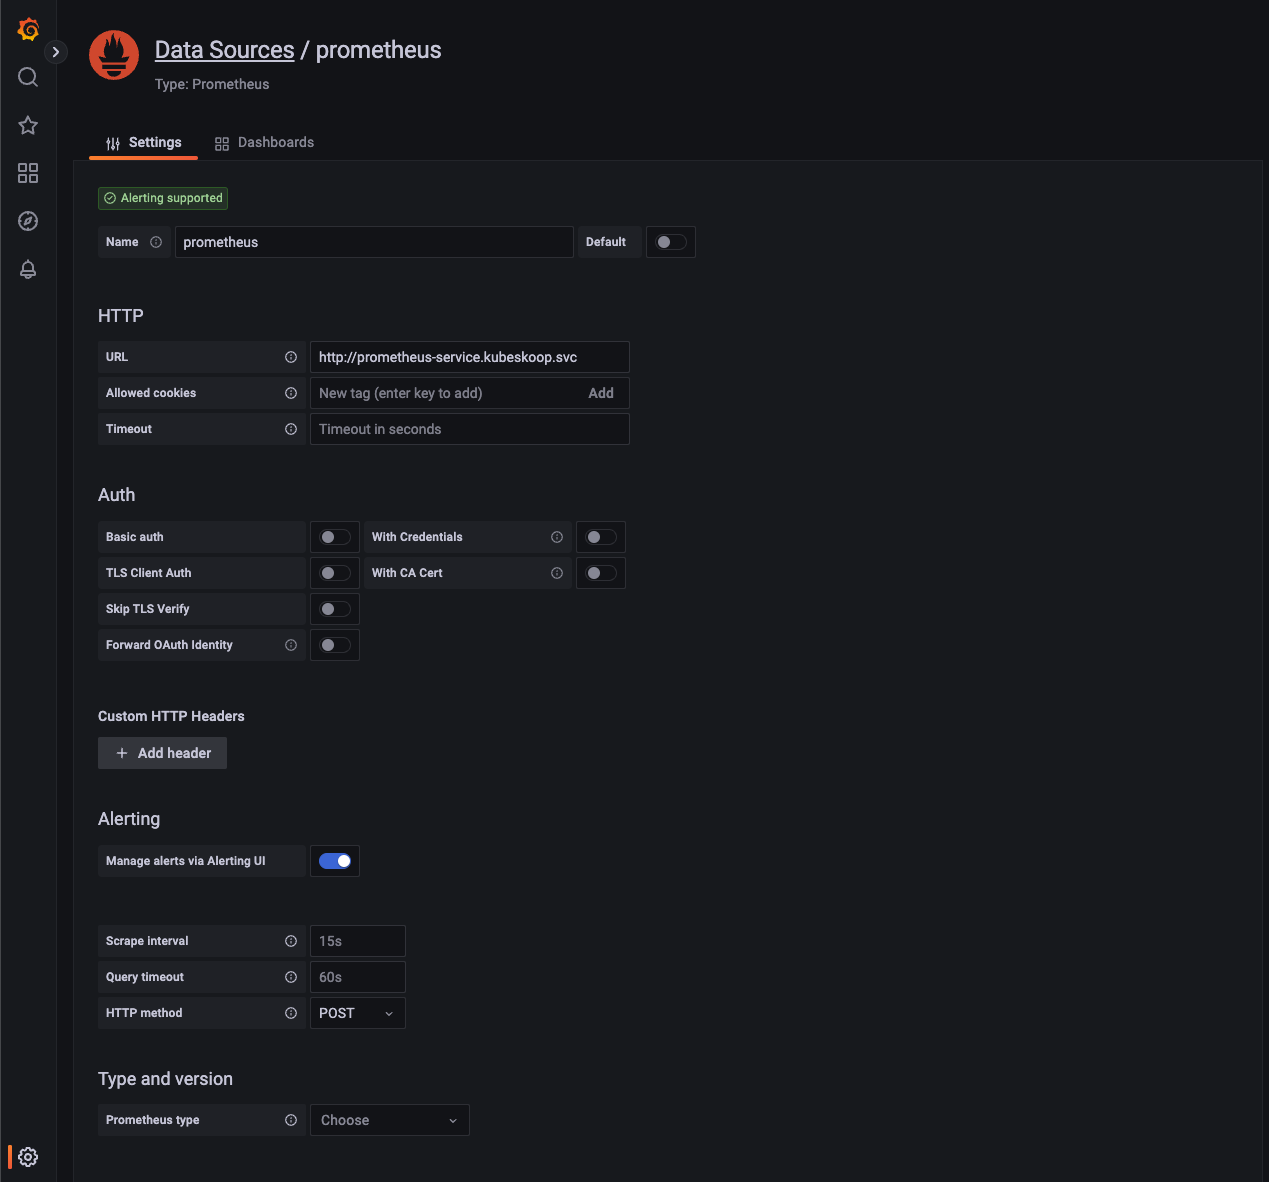 Data Sources / prometheus
Type: Prometheus
Settings Dashboards
Alerting supported
Name prometheus Default
HTTP
URL http://prometheus-service.kubeskoop.svc
Allowed cookies New tag (enter key to add) Add
Timeout Timeout in seconds
Auth
Basic auth With Credentials
TLS Client Auth With CA Cert
Skip TLS Verify
Forward OAuth Identity
Custom HTTP Headers
+ Add header
Alerting
Manage alerts via Alerting UI
Scrape interval 15s
Query timeout 60s
HTTP method POST
Type and version
Prometheus type Choose